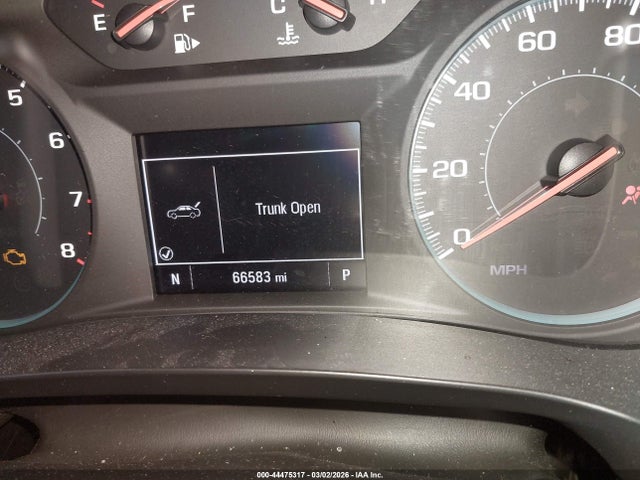 E F C H
5 6 7 8
Trunk Open
N 66583 mi P
0 20 40 60 80
MPH
000-44475317 | 03/02/2026 | IAA Inc.